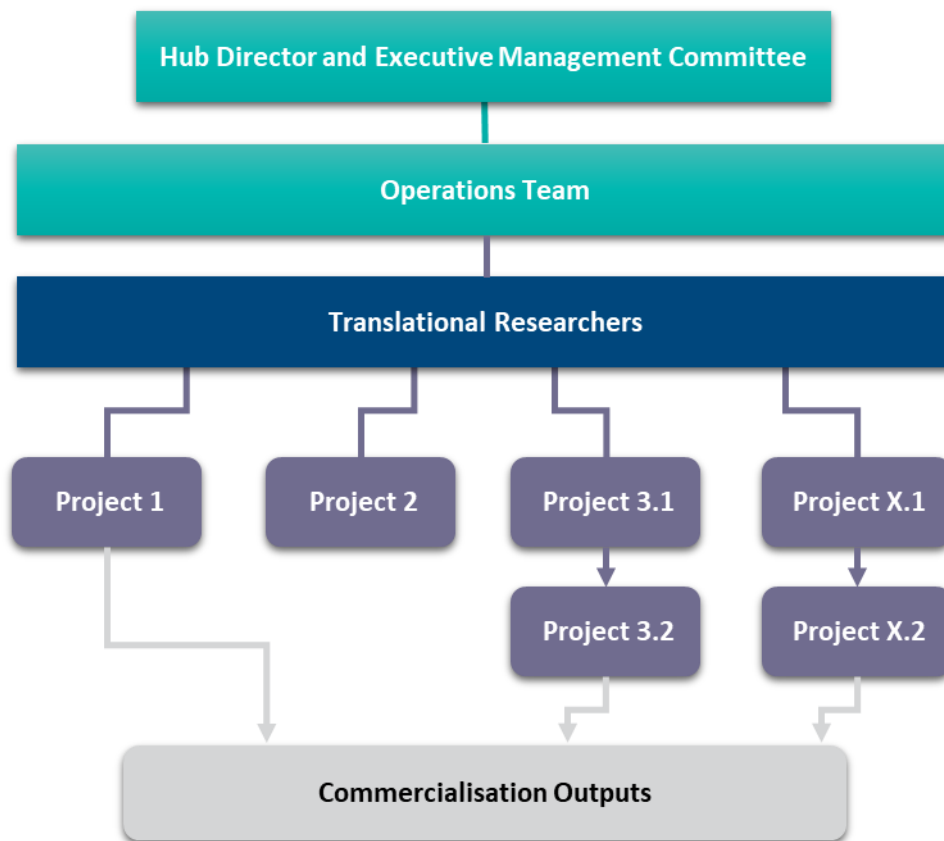 Hub Director and Executive Management Committee
Operations Team
Translational Researchers
Project 1
Project 2
Project 3.1
Project X.1
Project 3.2
Project X.2
Commercialisation Outputs